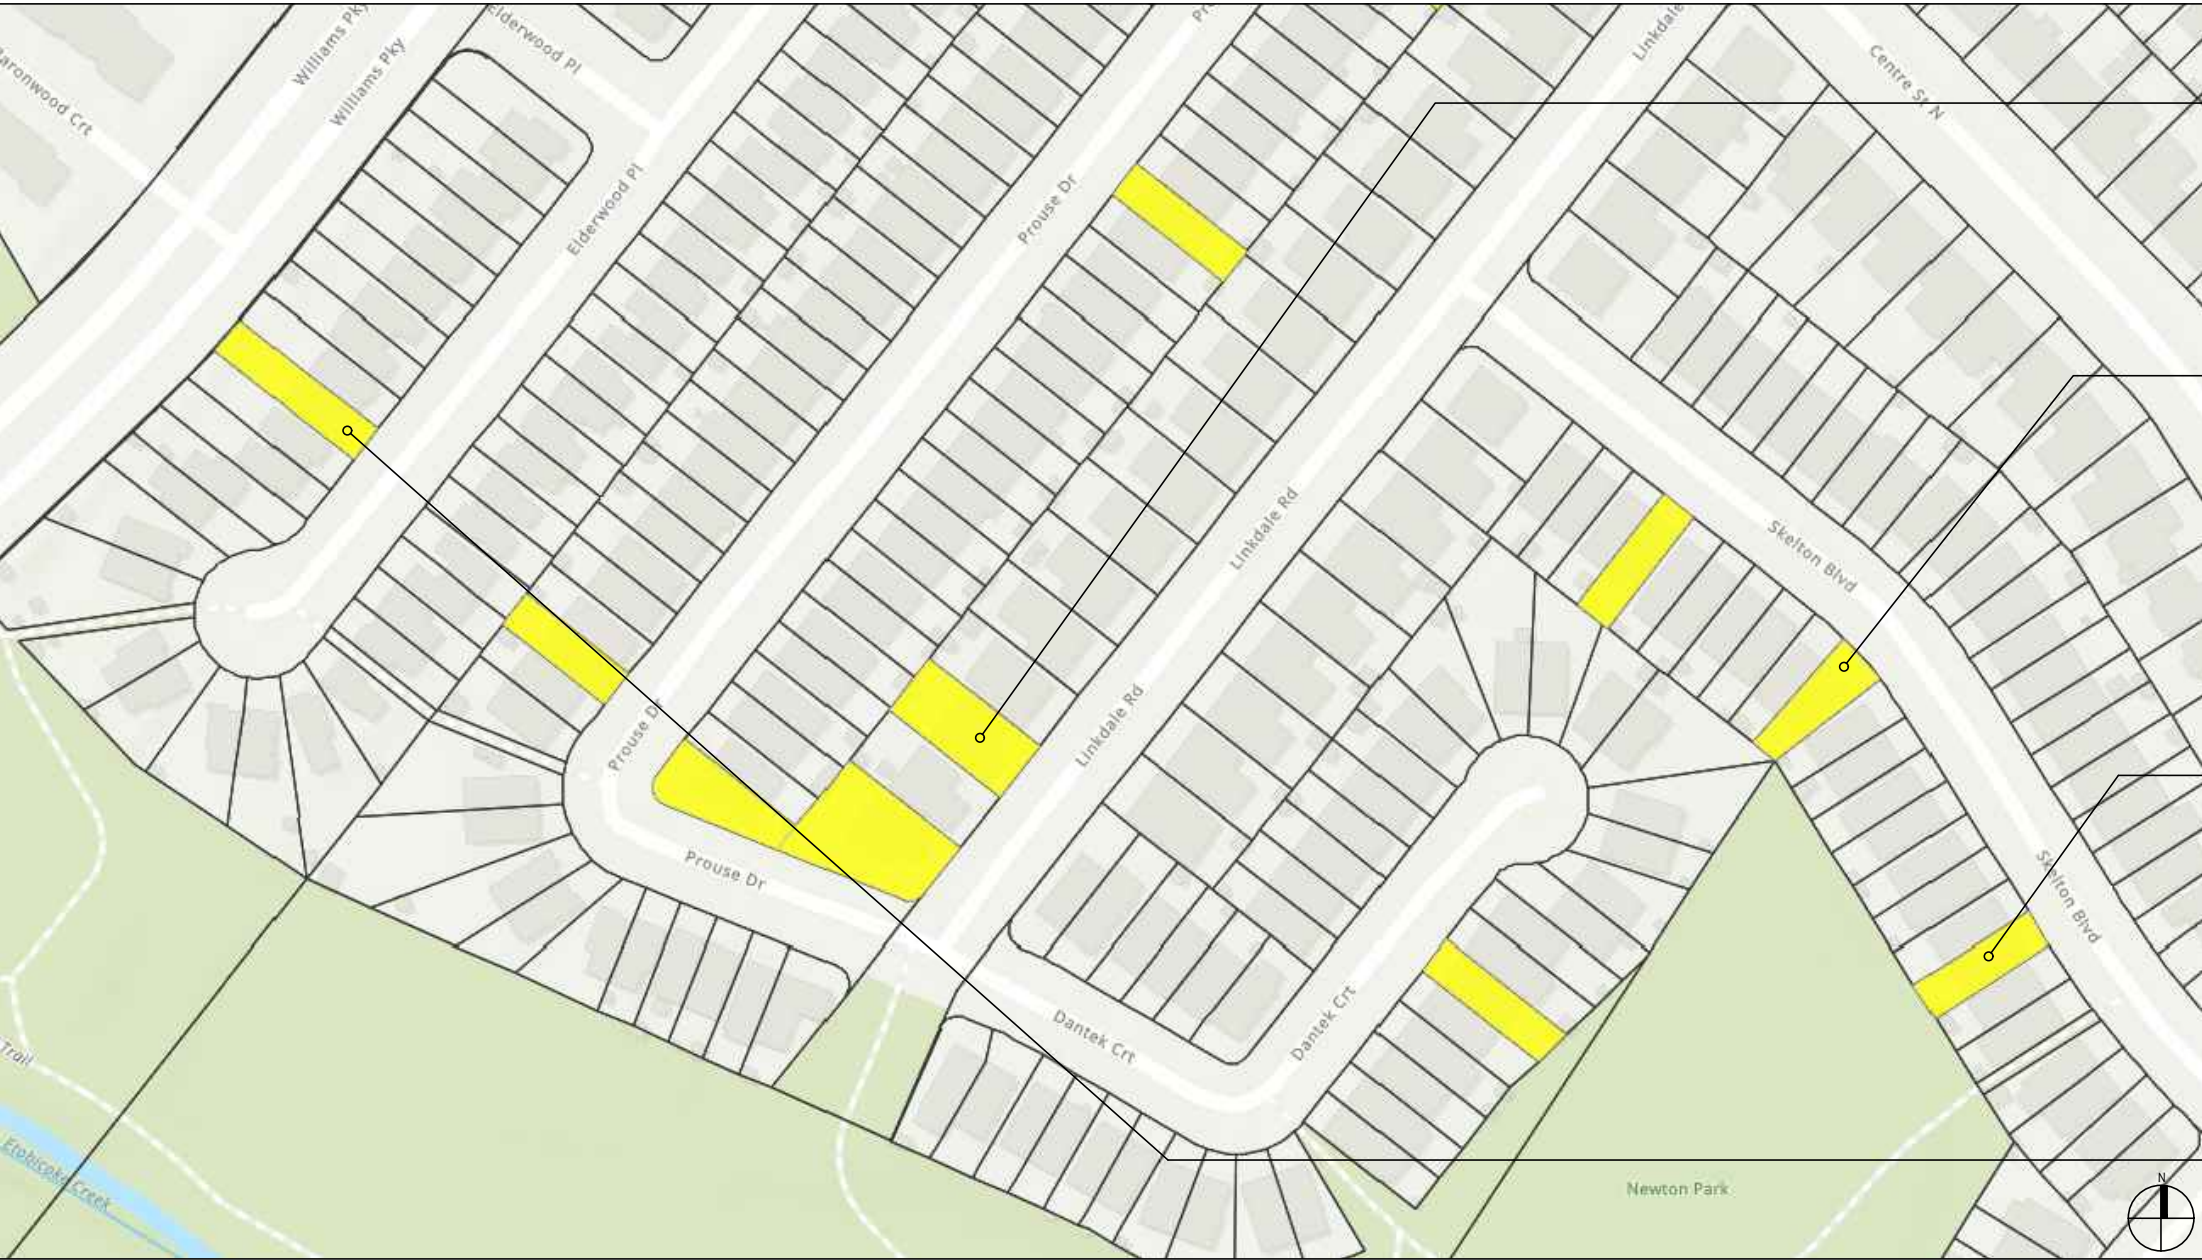 Williams Pky
Williams Pky
Elderwood Pl
Linkdale
Centre St N
Elderwood Pl
Prouse Dr
Linkdale Rd
Skelton Blvd
Prouse Dr
Linkdale Rd
Prouse Dr
Skelton Blvd
Dantek Crt
Dantek Crt
Trail
Etobicoke Creek
Newton Park
N